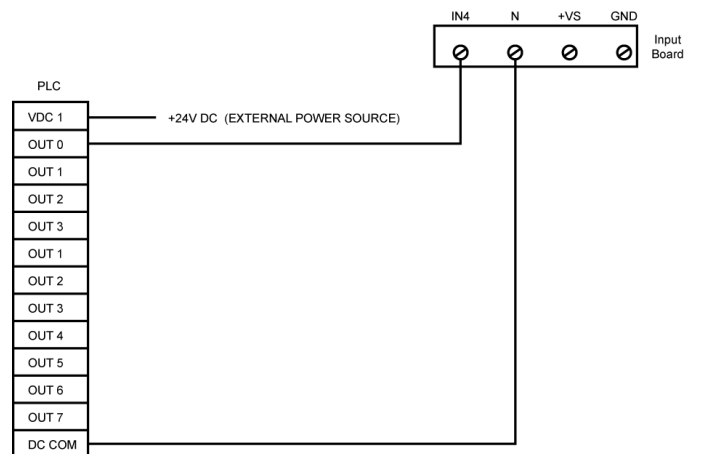 IN4 N +VS GND
Input
Board
PLC
VDC 1
+24V DC (EXTERNAL POWER SOURCE)
OUT 0
OUT 1
OUT 2
OUT 3
OUT 1
OUT 2
OUT 3
OUT 4
OUT 5
OUT 6
OUT 7
DC COM